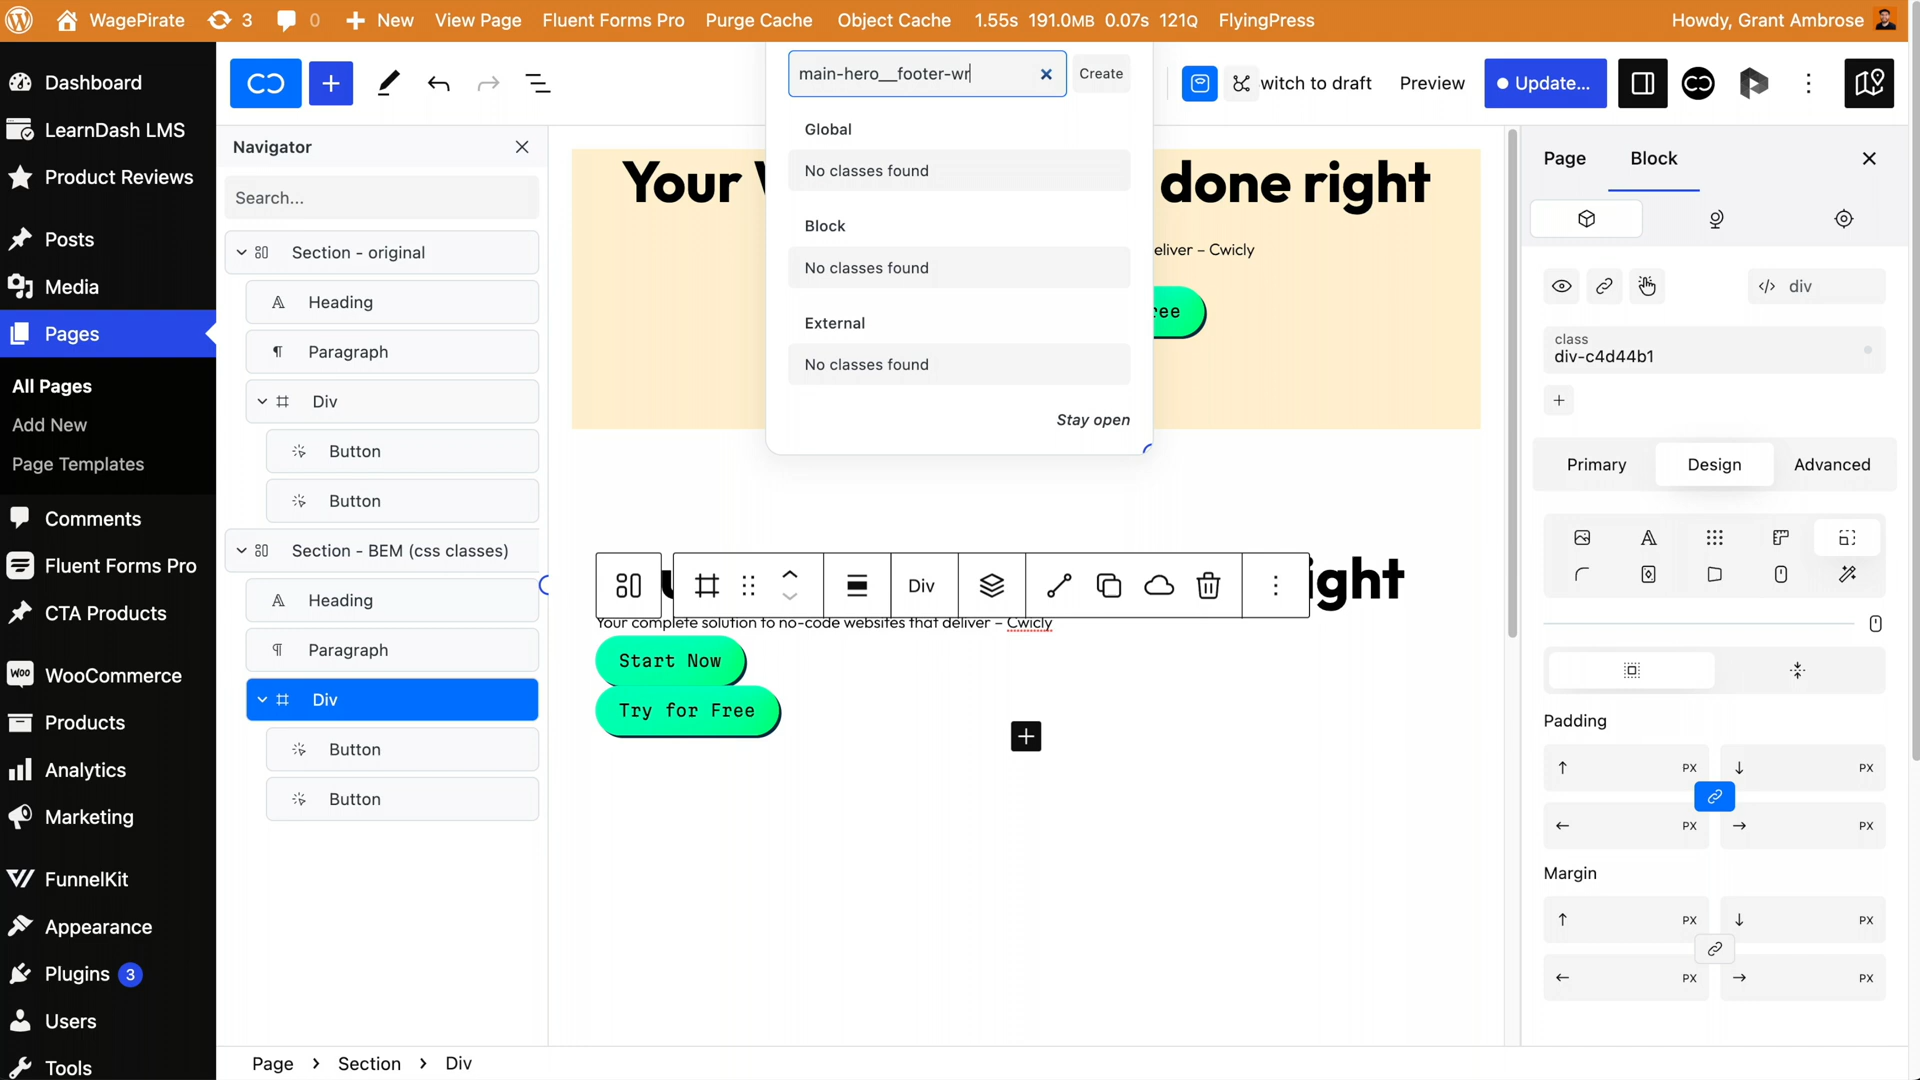 WagePirate 3 0 New View Page Fluent Forms Pro Purge Cache Object Cache 1.55s 191.0MB 0.07s 121Q FlyingPress Howdy, Grant Ambrose
Dashboard
LearnDash LMS
Product Reviews
Posts
Media
Pages
All Pages
Add New
Page Templates
Comments
Fluent Forms Pro
CTA Products
WooCommerce
Products
Analytics
Marketing
FunnelKit
Appearance
Plugins 3
Users
Tools
Navigator
Search...
Section - original
Heading
Paragraph
Div
Button
Button
Section - BEM (css classes)
Heading
Paragraph
Div
Button
Button
main-hero__footer-wr
Create
Global
No classes found
Block
No classes found
External
No classes found
Stay open
witch to draft
Preview
Update...
Your
done right
eliver – Cwicly
ree
Div
ight
Your complete solution to no-code websites that deliver – Cwicly
Start Now
Try for Free
Page
Block
div
class
div-c4d44b1
Primary
Design
Advanced
Padding
PX
PX
PX
PX
Margin
PX
PX
PX
PX
Page > Section > Div